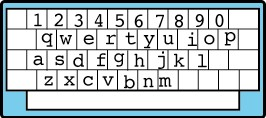 1 2 3 4 5 6 7 8 9 0
q w e r t y u i o p
a s d f g h j k l
z x c v b n m